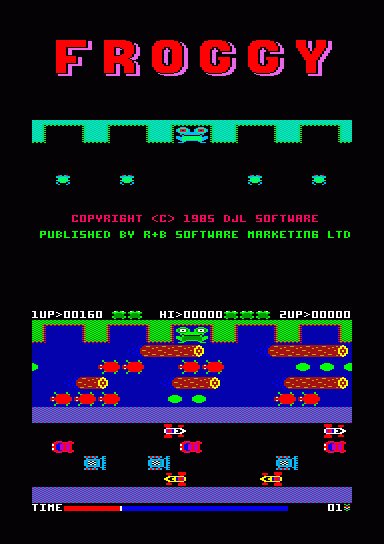 FROGGY
COPYRIGHT <C> 1985 DJL SOFTWARE
PUBLISHED BY R+B SOFTWARE MARKETING LTD
1UP>00160 HI>00000 2UP>00000
TIME 01